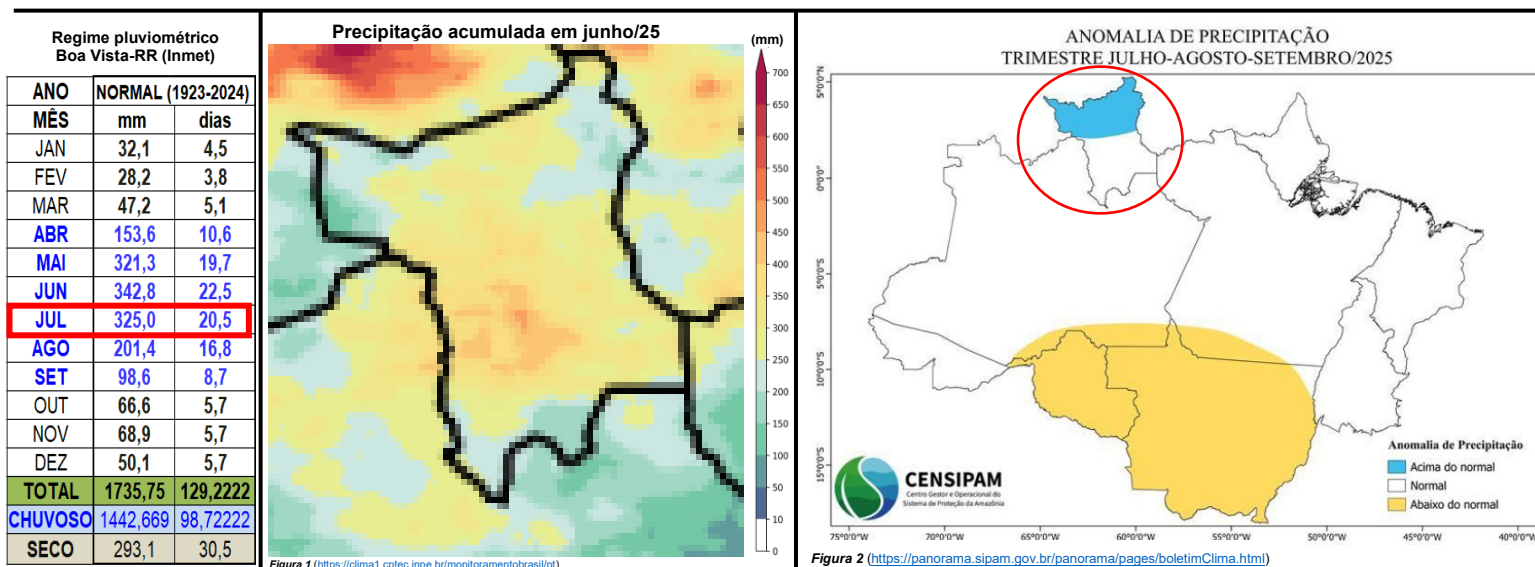 Regime pluviométrico
Boa Vista-RR (Inmet)
ANO NORMAL (1923-2024)
MÊS mm dias
JAN 32,1 4,5
FEV 28,2 3,8
MAR 47,2 5,1
ABR 153,6 10,6
MAI 321,3 19,7
JUN 342,8 22,5
JUL 325,0 20,5
AGO 201,4 16,8
SET 98,6 8,7
OUT 66,6 5,7
NOV 68,9 5,7
DEZ 50,1 5,7
TOTAL 1735,75 129,2222
CHUVOSO 1442,669 98,72222
SECO 293,1 30,5
Precipitação acumulada em junho/25
(mm)
700
600
500
450
400
350
300
250
200
150
100
50
10
0
Figura 1 (https://clima1.cptec.inpe.br/monitoramentobrasil/pt)
ANOMALIA DE PRECIPITAÇÃO
TRIMESTRE JULHO-AGOSTO-SETEMBRO/2025
5°0'0"N
0°0'0"S
5°0'0"S
10°0'0"S
15°0'0"S
Anomalia de Precipitação
Acima do normal
Normal
Abaixo do normal
CENSIPAM
Centro Gestor e Operacional do
Sistema de Proteção da Amazônia
75°0'0"W 70°0'0"W 65°0'0"W 60°0'0"W 55°0'0"W 50°0'0"W 45°0'0"W 40°0'0"W
Figura 2 (https://panorama.sipam.gov.br/panorama/pages/boletimClima.html)